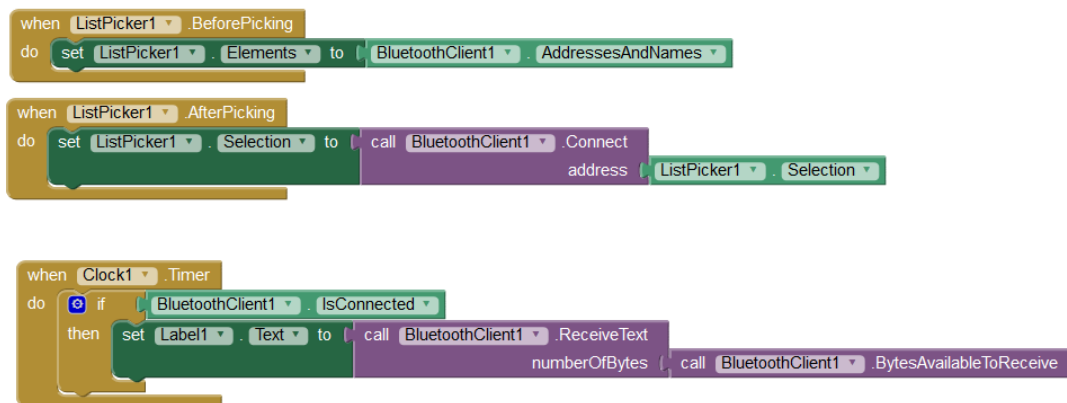 when ListPicker1 .BeforePicking
do set ListPicker1 . Elements to BluetoothClient1 . AddressesAndNames
when ListPicker1 .AfterPicking
do set ListPicker1 . Selection to call BluetoothClient1 .Connect
address ListPicker1 . Selection
when Clock1 .Timer
do if BluetoothClient1 . IsConnected
then set Label1 . Text to call BluetoothClient1 .ReceiveText
numberOfBytes call BluetoothClient1 .BytesAvailableToReceive